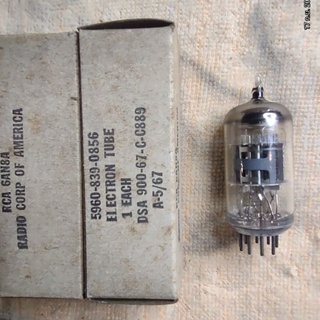 RCA 6AN8A
RADIO CORP OF AMERICA
5960-839-0856
ELECTRON TUBE
1 EACH
DSA 900-67-C-C889
A-5/67